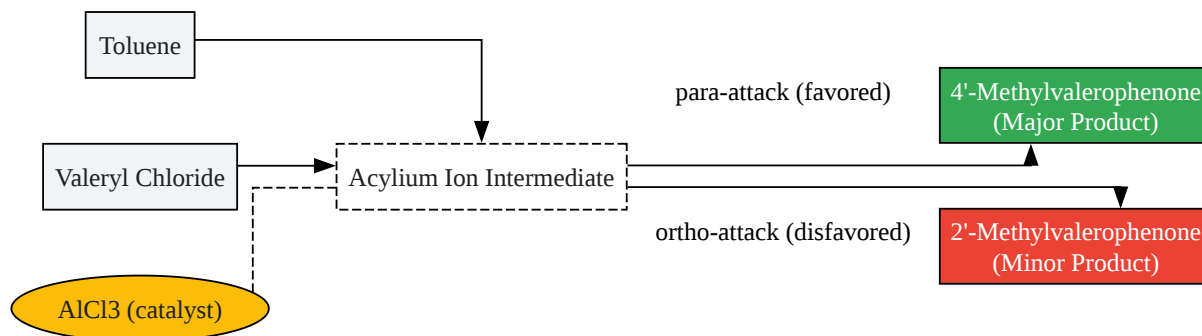 Toluene
para-attack (favored)
4'-Methylvalerophenone
(Major Product)
Valeryl Chloride
Acylium Ion Intermediate
ortho-attack (disfavored)
2'-Methylvalerophenone
(Minor Product)
AlCl3 (catalyst)